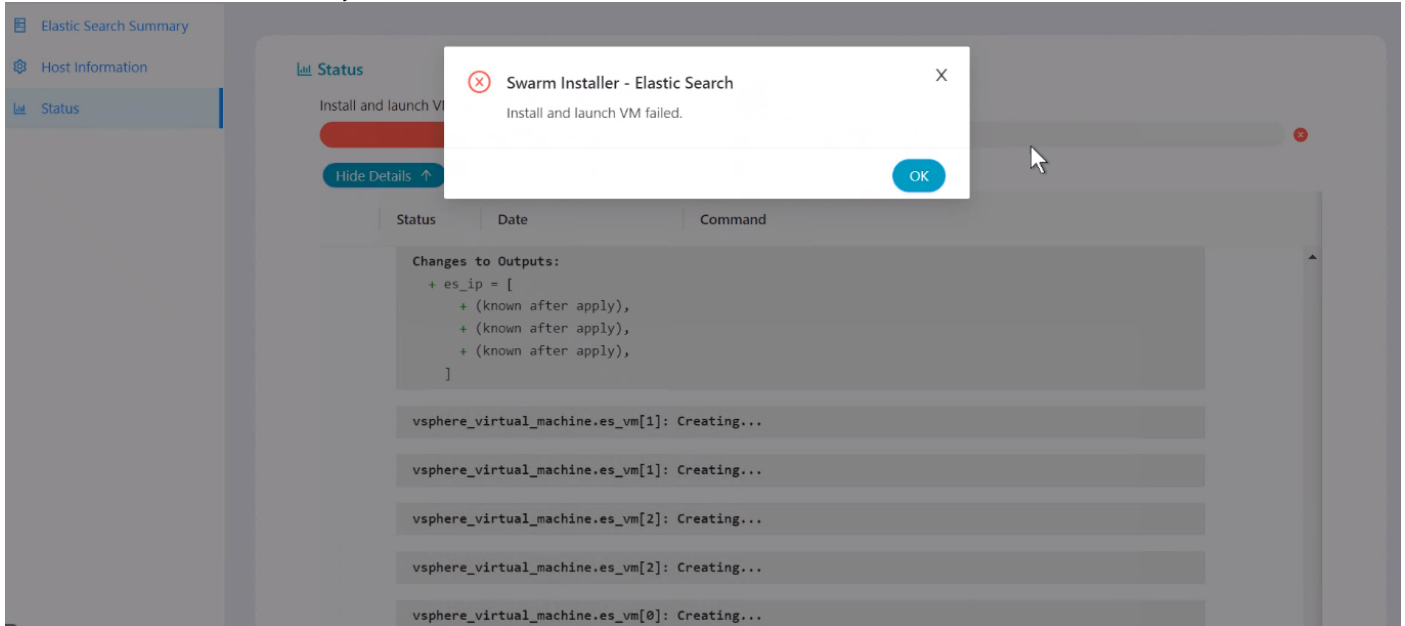 Elastic Search Summary
Host Information
Status
Status
Install and launch V
Swarm Installer - Elastic Search
X
Install and launch VM failed.
OK
Hide Details ↑
Status Date Command
Changes to Outputs:
+ es_ip = [
+ (known after apply),
+ (known after apply),
+ (known after apply),
]
vsphere_virtual_machine.es_vm[1]: Creating...
vsphere_virtual_machine.es_vm[1]: Creating...
vsphere_virtual_machine.es_vm[2]: Creating...
vsphere_virtual_machine.es_vm[2]: Creating...
vsphere_virtual_machine.es_vm[0]: Creating...